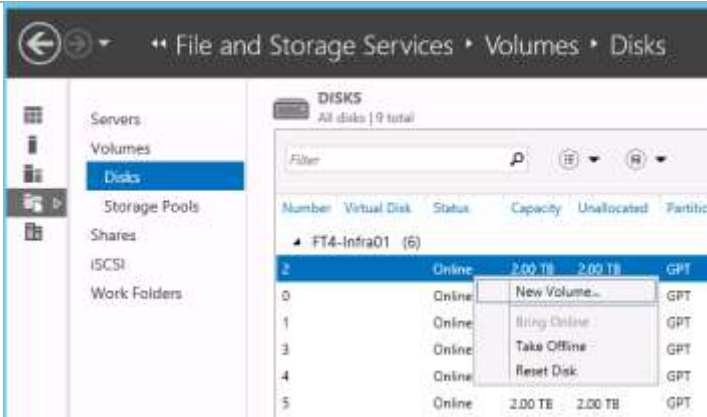 File and Storage Services ‣ Volumes ‣ Disks
Servers
Volumes
Disks
Storage Pools
Shares
iSCSI
Work Folders
DISKS
All disks | 9 total
Filter
Number Virtual Disk Status Capacity Unallocated Partitio
FT4-Infra01 (6)
2 Online 2.00 TB 2.00 TB GPT
0 Online GPT
1 Online GPT
3 Online GPT
4 Online GPT
5 Online 2.00 TB 2.00 TB GPT
New Volume...
Bring Online
Take Offline
Reset Disk